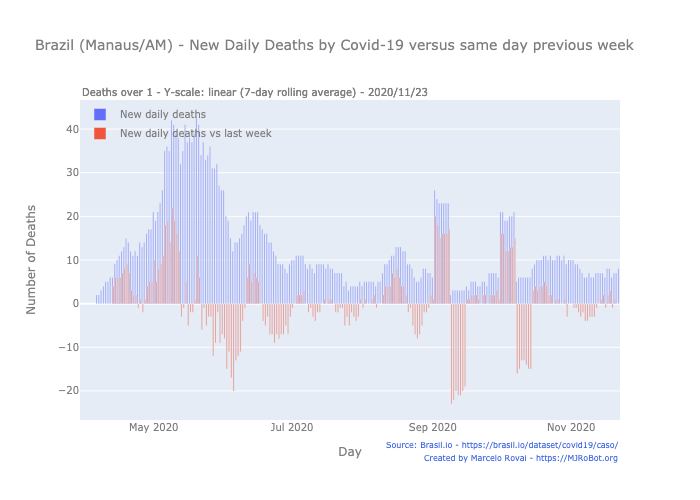 Brazil (Manaus/AM) - New Daily Deaths by Covid-19 versus same day previous week
Deaths over 1 - Y-scale: linear (7-day rolling average) - 2020/11/23
New daily deaths
New daily deaths vs last week
40
30
20
10
0
−10
−20
Number of Deaths
May 2020
Jul 2020
Sep 2020
Nov 2020
Day
Source: Brasil.io - https://brasil.io/dataset/covid19/caso/
Created by Marcelo Rovai - https://MJRoBot.org